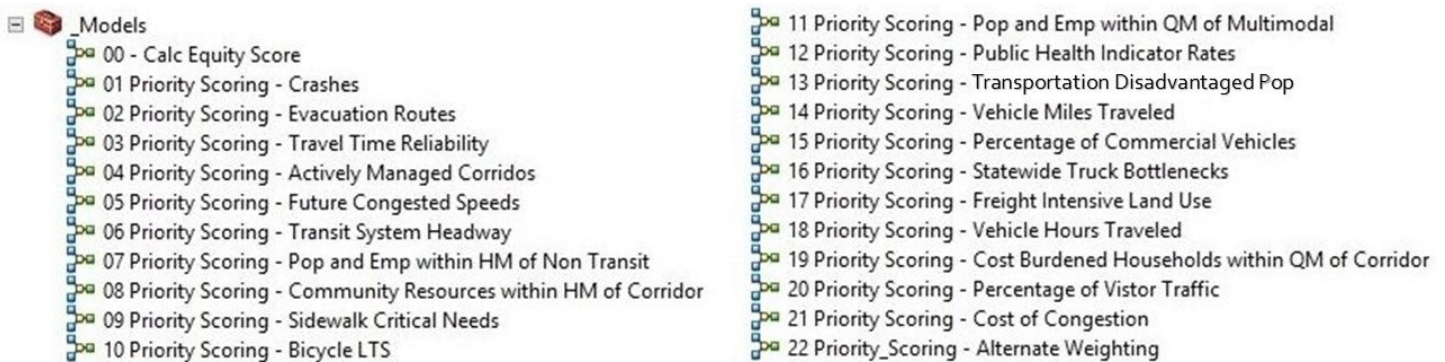 _Models
00 - Calc Equity Score
01 Priority Scoring - Crashes
02 Priority Scoring - Evacuation Routes
03 Priority Scoring - Travel Time Reliability
04 Priority Scoring - Actively Managed Corridos
05 Priority Scoring - Future Congested Speeds
06 Priority Scoring - Transit System Headway
07 Priority Scoring - Pop and Emp within HM of Non Transit
08 Priority Scoring - Community Resources within HM of Corridor
09 Priority Scoring - Sidewalk Critical Needs
10 Priority Scoring - Bicycle LTS
11 Priority Scoring - Pop and Emp within QM of Multimodal
12 Priority Scoring - Public Health Indicator Rates
13 Priority Scoring - Transportation Disadvantaged Pop
14 Priority Scoring - Vehicle Miles Traveled
15 Priority Scoring - Percentage of Commercial Vehicles
16 Priority Scoring - Statewide Truck Bottlenecks
17 Priority Scoring - Freight Intensive Land Use
18 Priority Scoring - Vehicle Hours Traveled
19 Priority Scoring - Cost Burdened Households within QM of Corridor
20 Priority Scoring - Percentage of Vistor Traffic
21 Priority Scoring - Cost of Congestion
22 Priority_Scoring - Alternate Weighting